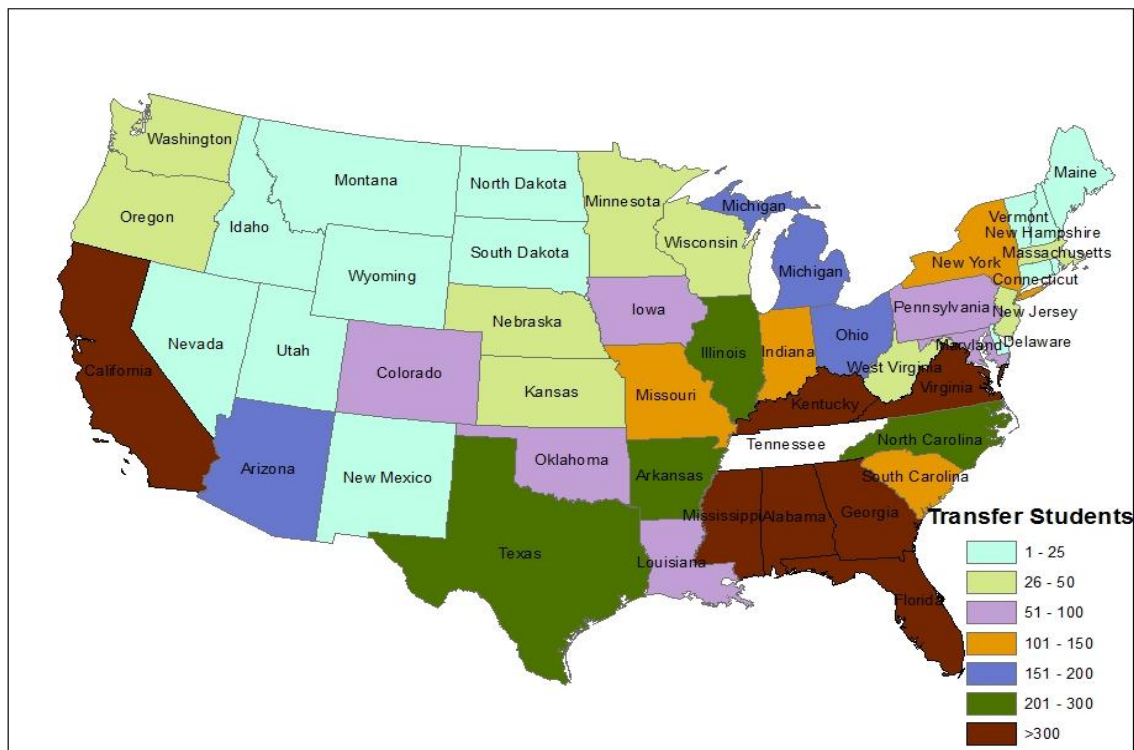 Washington
Montana
North Dakota
Minnesota
Michigan
Maine
Oregon
Idaho
Wisconsin
Vermont
New Hampshire
South Dakota
Massachusetts
Wyoming
Michigan
New York
Connecticut
Iowa
Pennsylvania
New Jersey
Nebraska
Nevada
Utah
Illinois
Indiana
Ohio
Maryland
Delaware
California
Colorado
Kansas
Missouri
West Virginia
Virginia
Kentucky
Tennessee
North Carolina
Arizona
Oklahoma
New Mexico
Arkansas
South Carolina
Mississippi
Alabama
Georgia
Texas
Louisiana
Florida
Transfer Students
1 - 25
26 - 50
51 - 100
101 - 150
151 - 200
201 - 300
>300